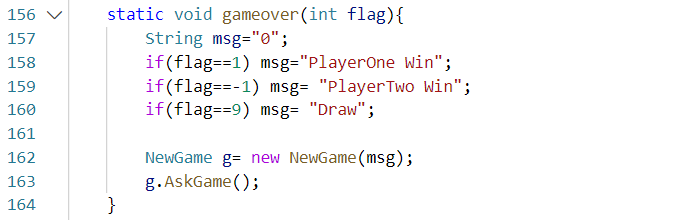 156 static void gameover(int flag){
157 String msg="0";
158 if(flag==1) msg="PlayerOne Win";
159 if(flag==-1) msg= "PlayerTwo Win";
160 if(flag==9) msg= "Draw";
161
162 NewGame g= new NewGame(msg);
163 g.AskGame();
164 }